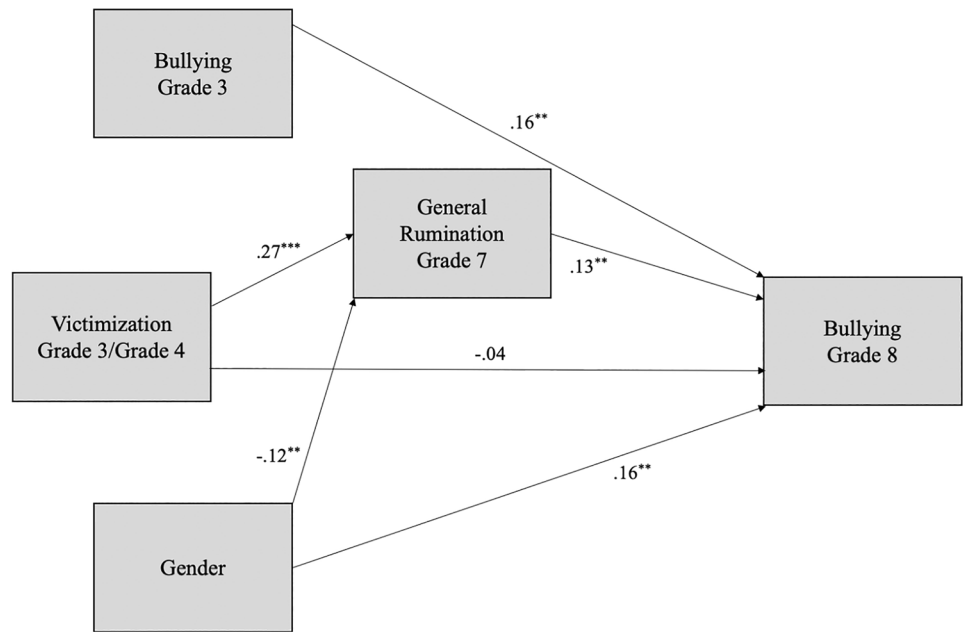 Bullying
Grade 3
.16**
General
Rumination
Grade 7
.27***
.13**
Victimization
Grade 3/Grade 4
-.04
Bullying
Grade 8
-.12**
.16**
Gender